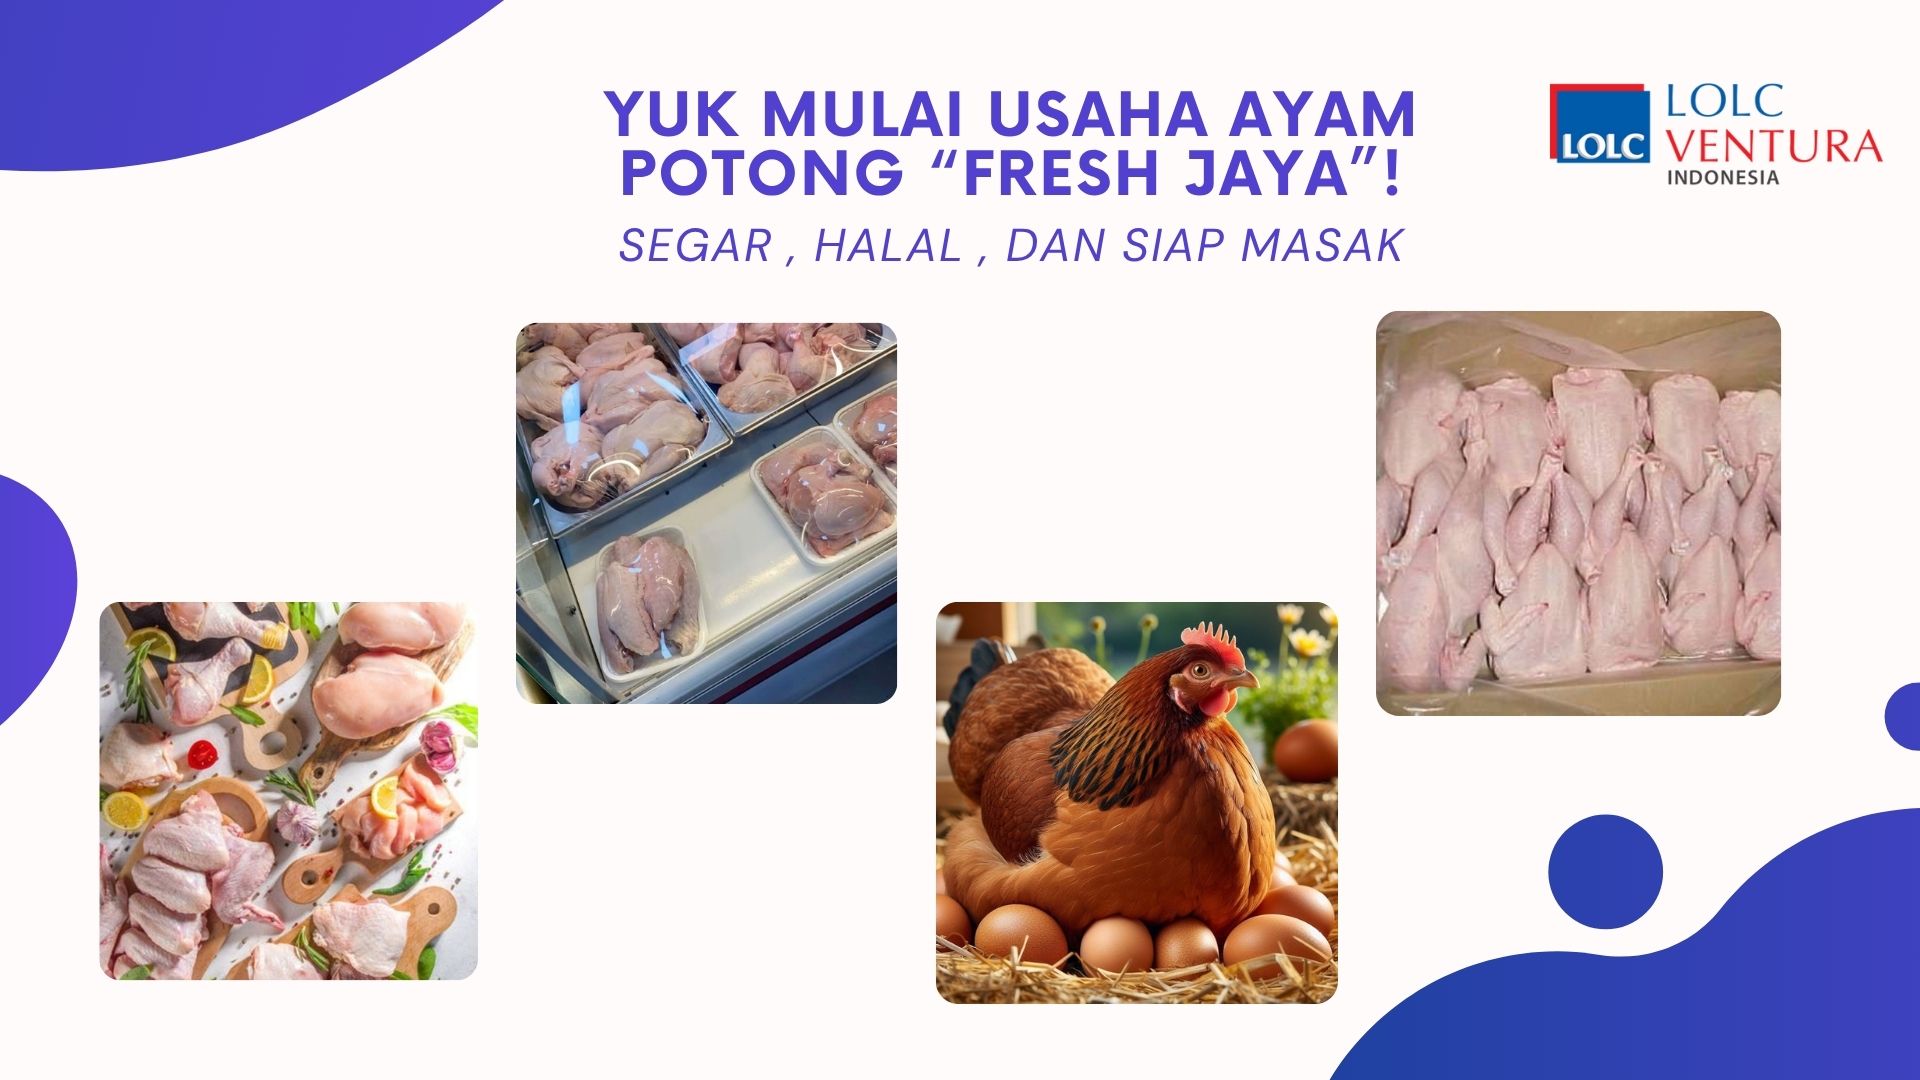 YUK MULAI USAHA AYAM
POTONG “FRESH JAYA”!
SEGAR , HALAL , DAN SIAP MASAK
LOLC
LOLC
VENTURA
INDONESIA